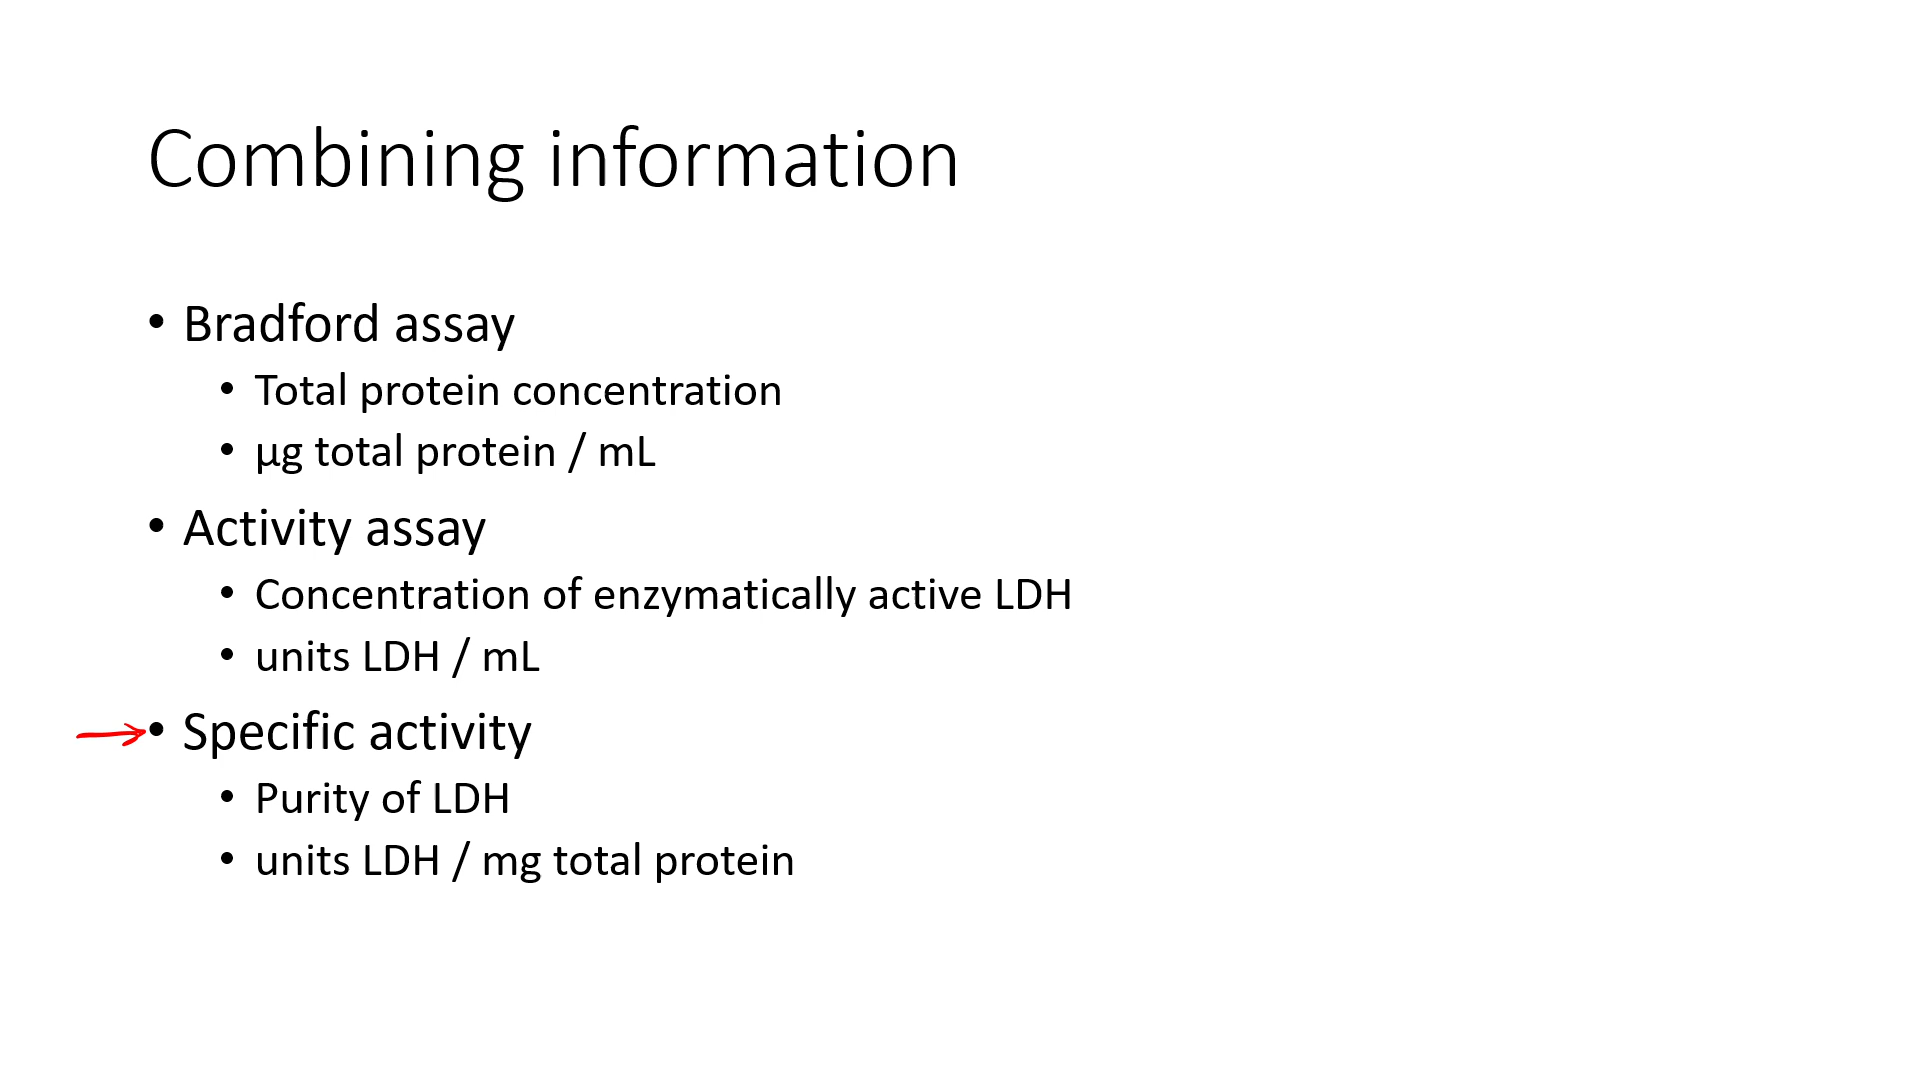 Combining information
• Bradford assay
• Total protein concentration
• µg total protein / mL
• Activity assay
• Concentration of enzymatically active LDH
• units LDH / mL
• Specific activity
• Purity of LDH
• units LDH / mg total protein